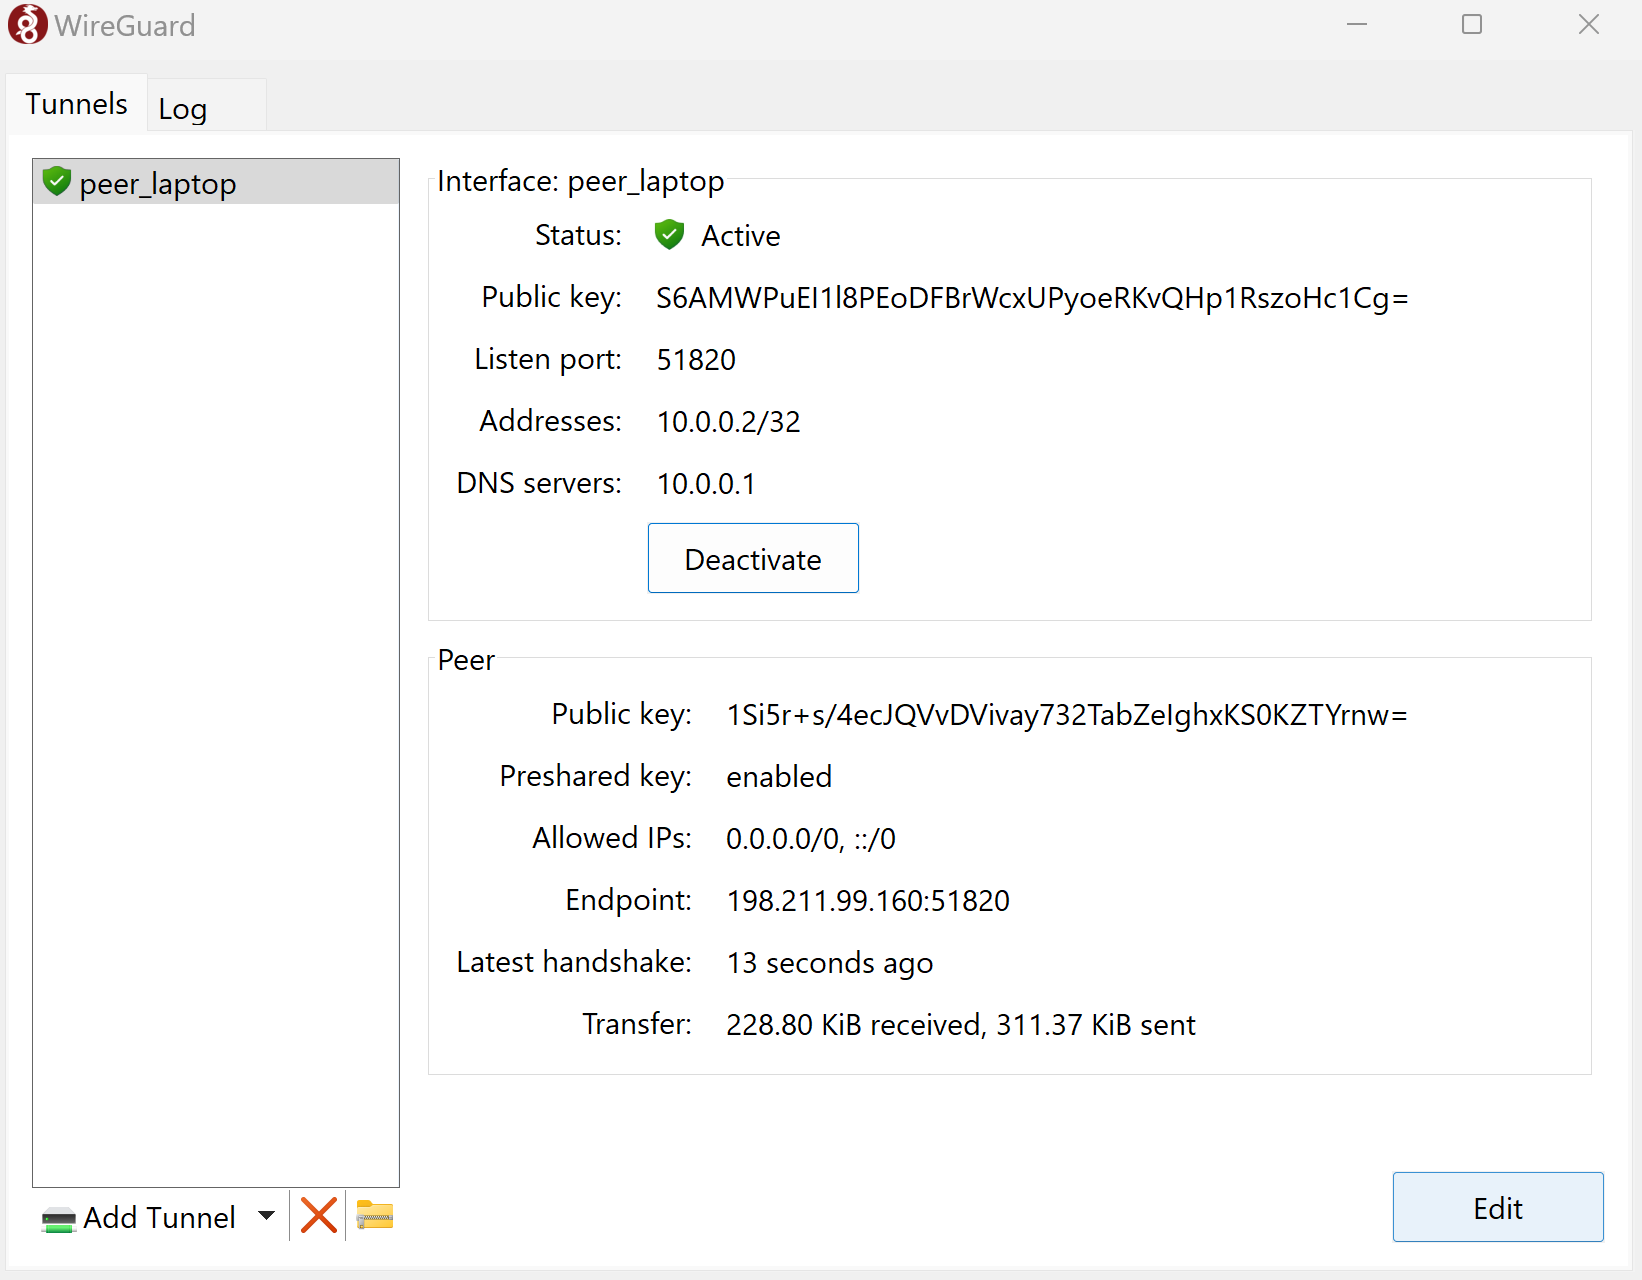 WireGuard
Tunnels
Log
peer_laptop
Interface: peer_laptop
Status: Active
Public key: S6AMWPuEI1l8PEoDFBrWcxUPyoeRKvQHp1RszoHc1Cg=
Listen port: 51820
Addresses: 10.0.0.2/32
DNS servers: 10.0.0.1
Deactivate
Peer
Public key: 1Si5r+s/4ecJQVvDVivay732TabZeIghxKS0KZTYrnw=
Preshared key: enabled
Allowed IPs: 0.0.0.0/0, ::/0
Endpoint: 198.211.99.160:51820
Latest handshake: 13 seconds ago
Transfer: 228.80 KiB received, 311.37 KiB sent
Add Tunnel
Edit